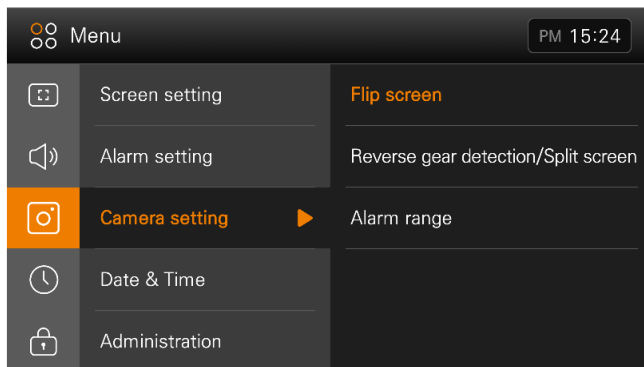 Menu
PM 15:24
Screen setting
Flip screen
Alarm setting
Reverse gear detection/Split screen
Camera setting
Alarm range
Date & Time
Administration